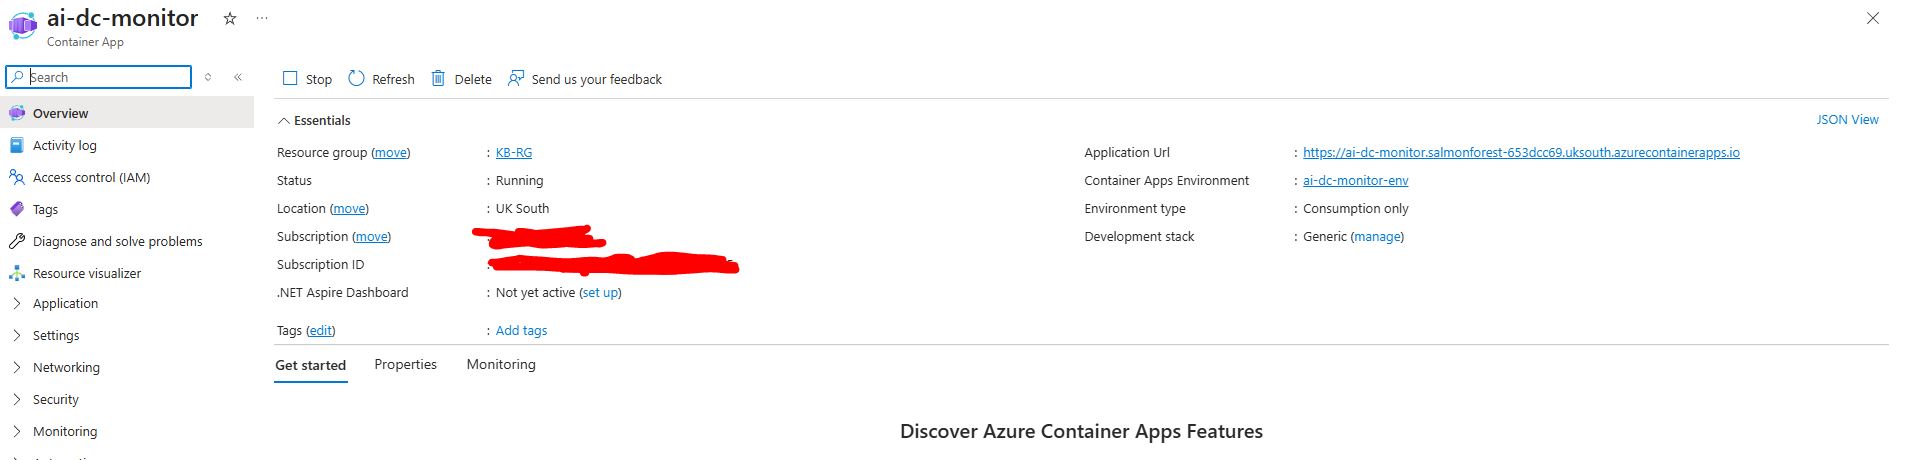 ai-dc-monitor
Container App
Search
Overview
Activity log
Access control (IAM)
Tags
Diagnose and solve problems
Resource visualizer
Application
Settings
Networking
Security
Monitoring
Stop Refresh Delete Send us your feedback
Essentials
JSON View
Resource group (move) : KB-RG
Status : Running
Location (move) : UK South
Subscription (move)
Subscription ID :
.NET Aspire Dashboard : Not yet active (set up)
Tags (edit) : Add tags
Application Url : https://ai-dc-monitor.salmonforest-653dcc69.uksouth.azurecontainerapps.io
Container Apps Environment : ai-dc-monitor-env
Environment type : Consumption only
Development stack : Generic (manage)
Get started Properties Monitoring
Discover Azure Container Apps Features